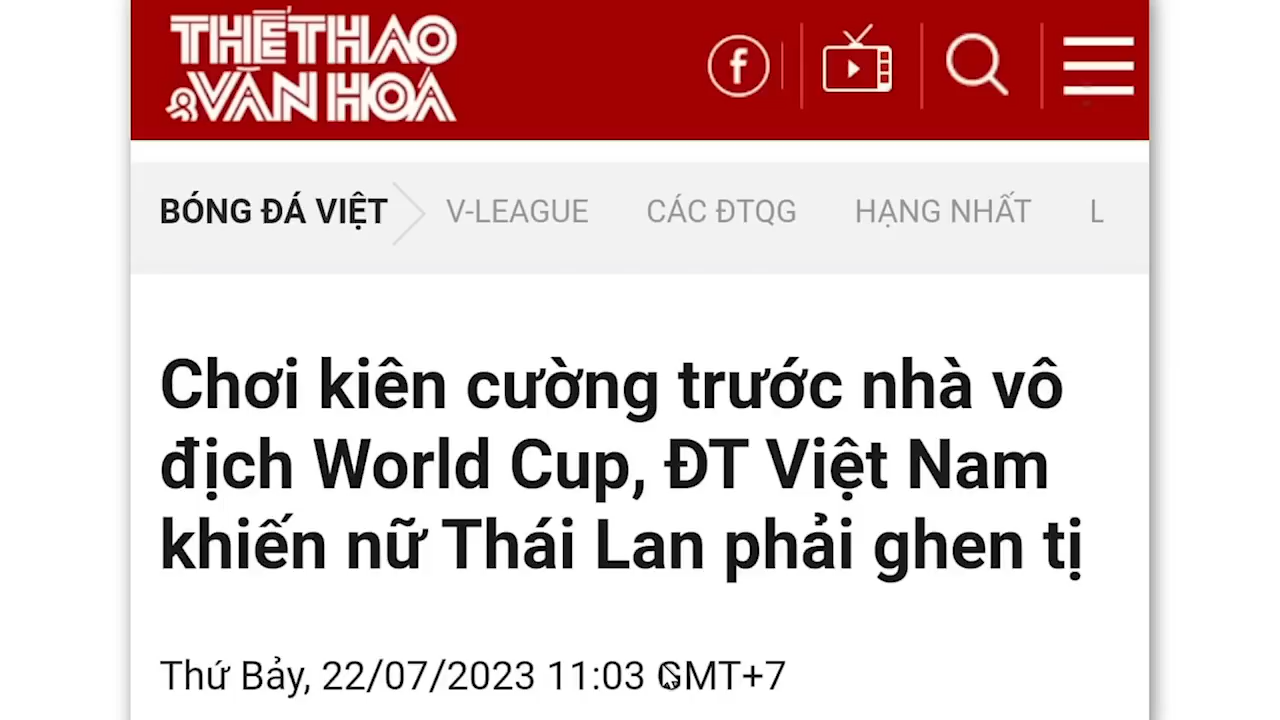 THỂ THAO
& VĂN HOÁ
f
BÓNG ĐÁ VIỆT V-LEAGUE CÁC ĐTQG HẠNG NHẤT L
Chơi kiên cường trước nhà vô
địch World Cup, ĐT Việt Nam
khiến nữ Thái Lan phải ghen tị
Thứ Bảy, 22/07/2023 11:03 GMT+7